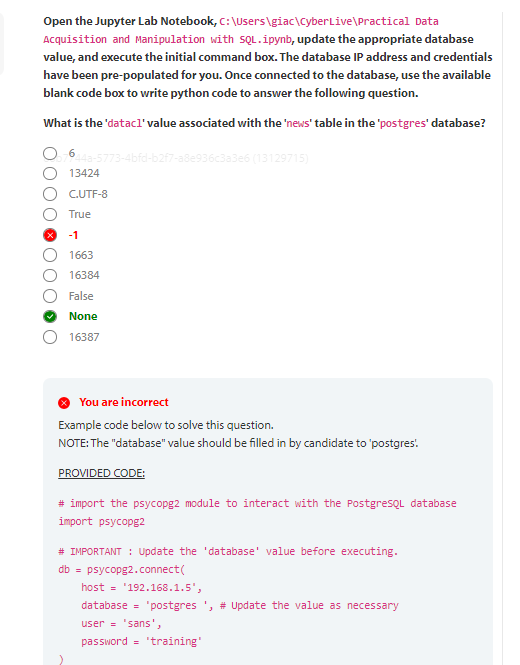 Open the Jupyter Lab Notebook, C:\Users\giac\CyberLive\Practical Data
Acquisition and Manipulation with SQL.ipynb, update the appropriate database
value, and execute the initial command box. The database IP address and credentials
have been pre-populated for you. Once connected to the database, use the available
blank code box to write python code to answer the following question.
What is the 'datacl' value associated with the 'news' table in the 'postgres' database?
6
13424
C.UTF-8
True
-1
1663
16384
False
None
16387
You are incorrect
Example code below to solve this question.
NOTE: The "database" value should be filled in by candidate to 'postgres'.
PROVIDED CODE:
# import the psycopg2 module to interact with the PostgreSQL database
import psycopg2
# IMPORTANT : Update the 'database' value before executing.
db = psycopg2.connect(
host = '192.168.1.5',
database = 'postgres ', # Update the value as necessary
user = 'sans',
password = 'training'
)